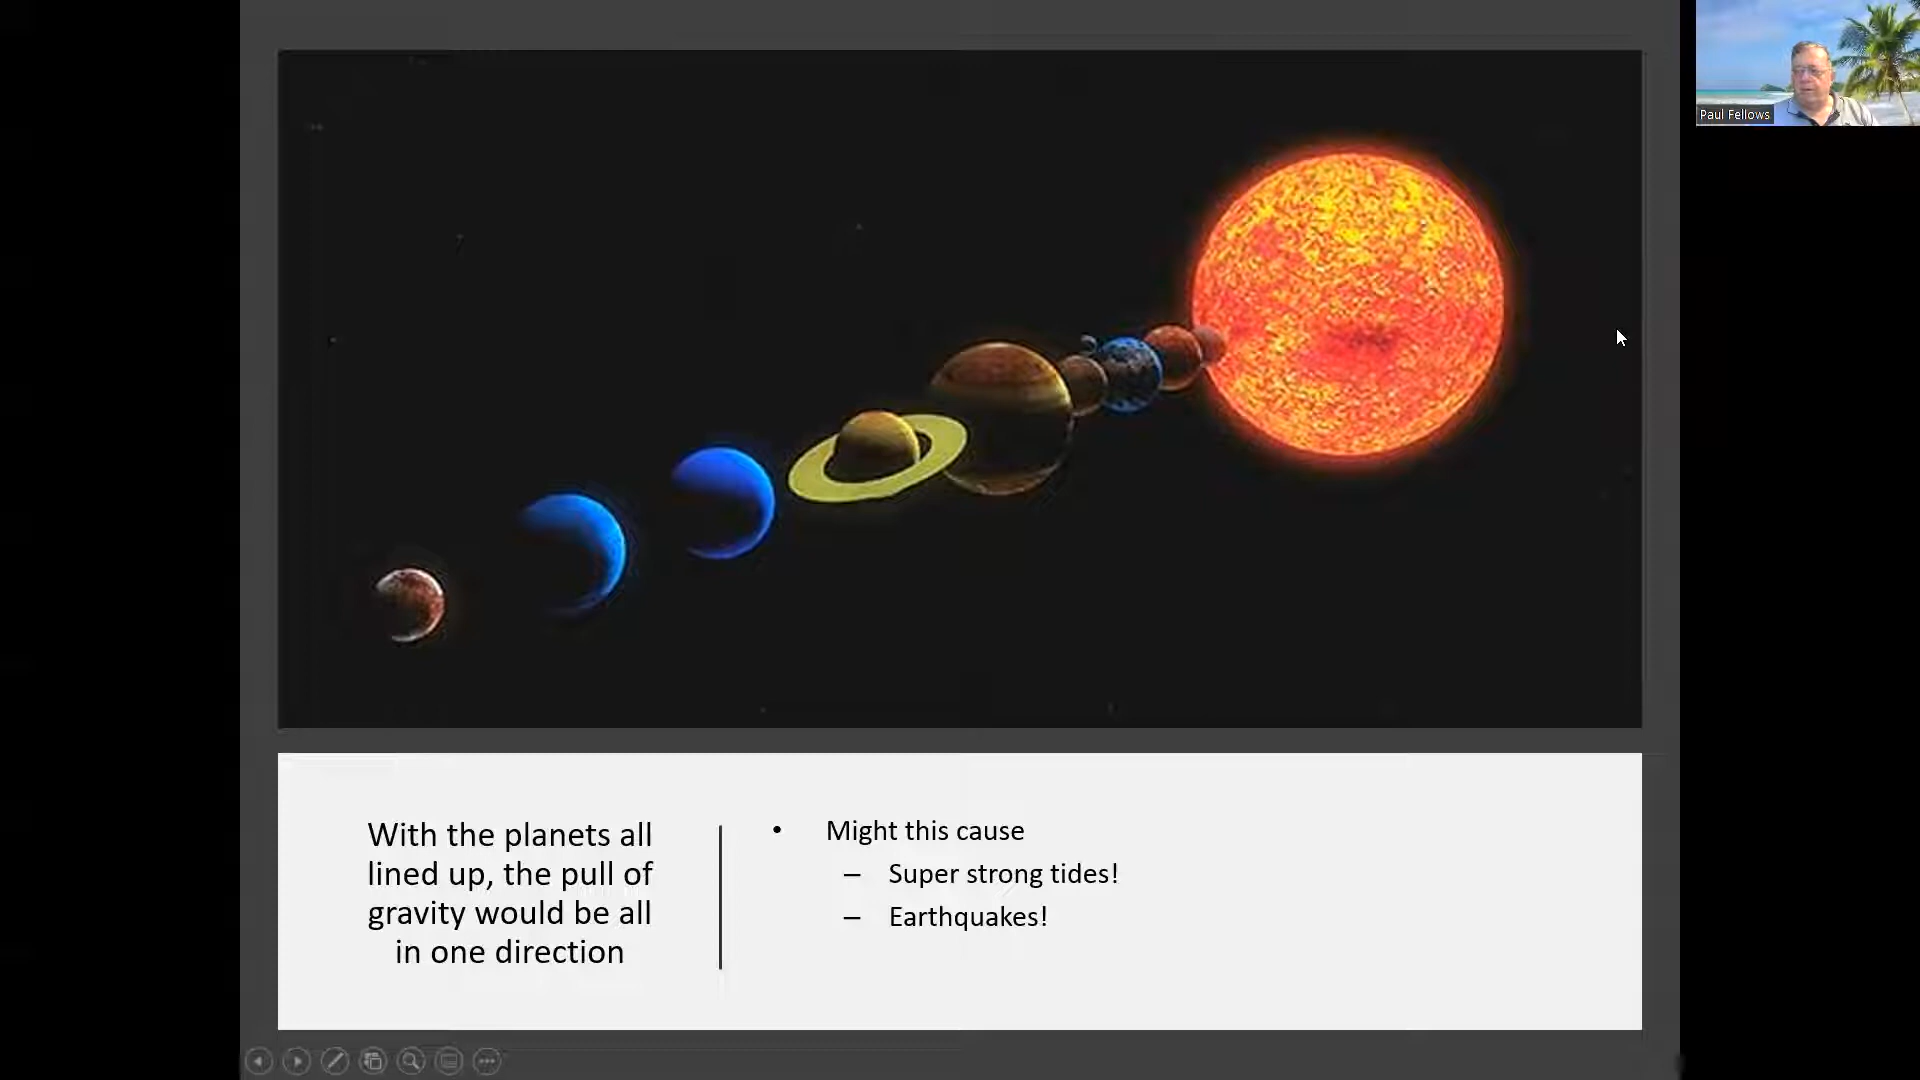 Paul Fellows
With the planets all
lined up, the pull of
gravity would be all
in one direction
• Might this cause
– Super strong tides!
– Earthquakes!